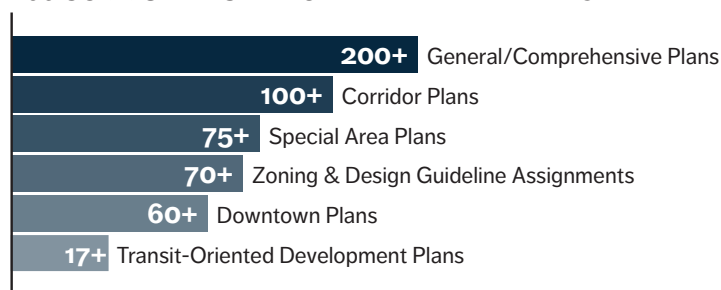 200+ General/Comprehensive Plans
100+ Corridor Plans
75+ Special Area Plans
70+ Zoning & Design Guideline Assignments
60+ Downtown Plans
17+ Transit-Oriented Development Plans